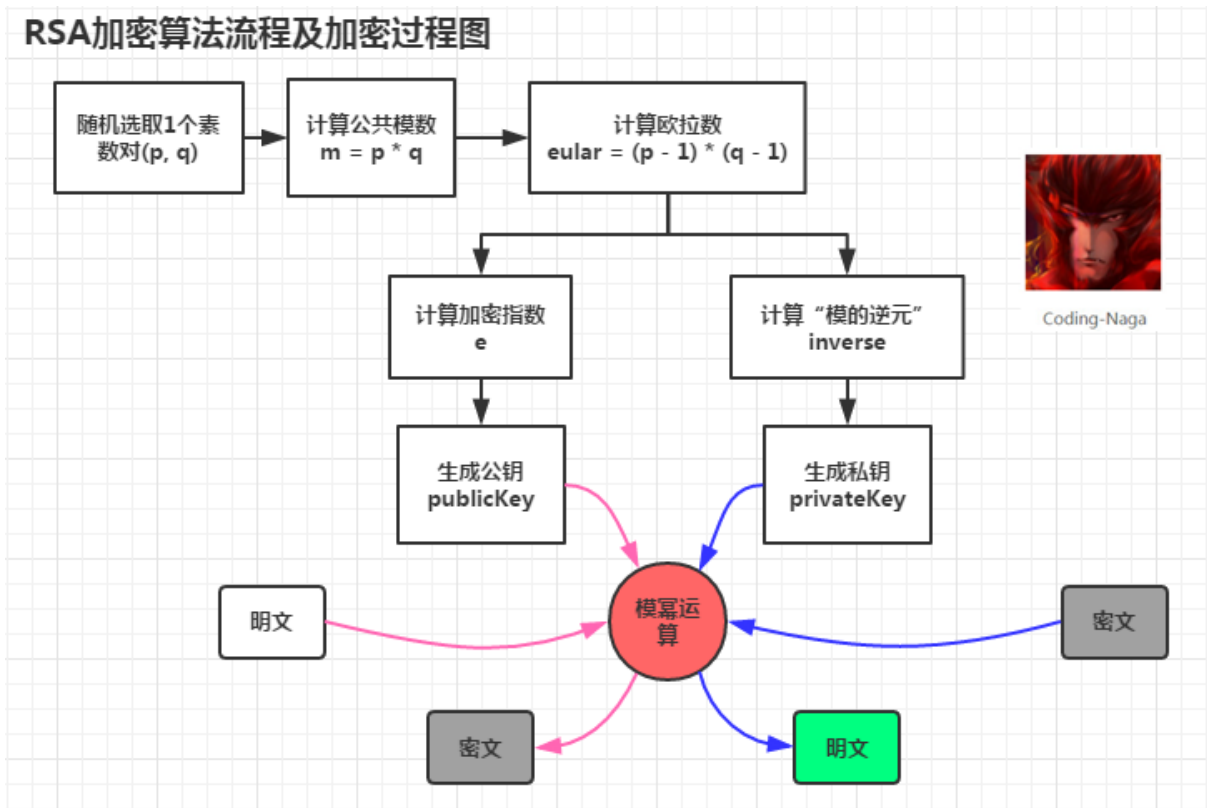 RSA加密算法流程及加密过程图
随机选取1个素
数对(p, q)
计算公共模数
m = p * q
计算欧拉数
eular = (p - 1) * (q - 1)
Coding-Naga
计算加密指数
e
计算“模的逆元”
inverse
生成公钥
publicKey
生成私钥
privateKey
明文
模幂运
算
密文
密文
明文